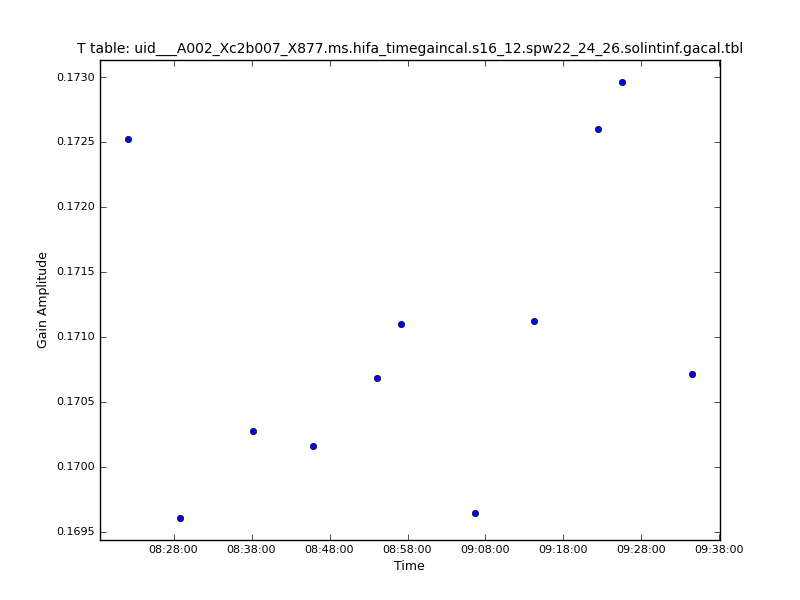 T table: uid___A002_Xc2b007_X877.ms.hifa_timegaincal.s16_12.spw22_24_26.solintinf.gacal.tbl
0.1730
0.1725
0.1720
0.1715
0.1710
0.1705
0.1700
0.1695
Gain Amplitude
08:28:00 08:38:00 08:48:00 08:58:00 09:08:00 09:18:00 09:28:00 09:38:00
Time